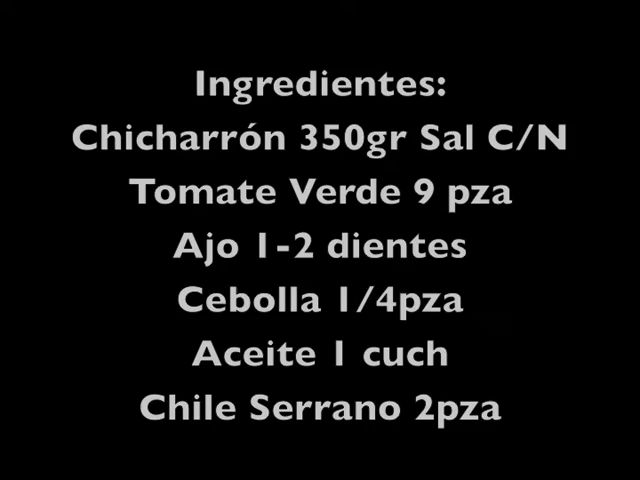 Ingredientes:
Chicharrón 350gr Sal C/N
Tomate Verde 9 pza
Ajo 1-2 dientes
Cebolla 1/4pza
Aceite 1 cuch
Chile Serrano 2pza